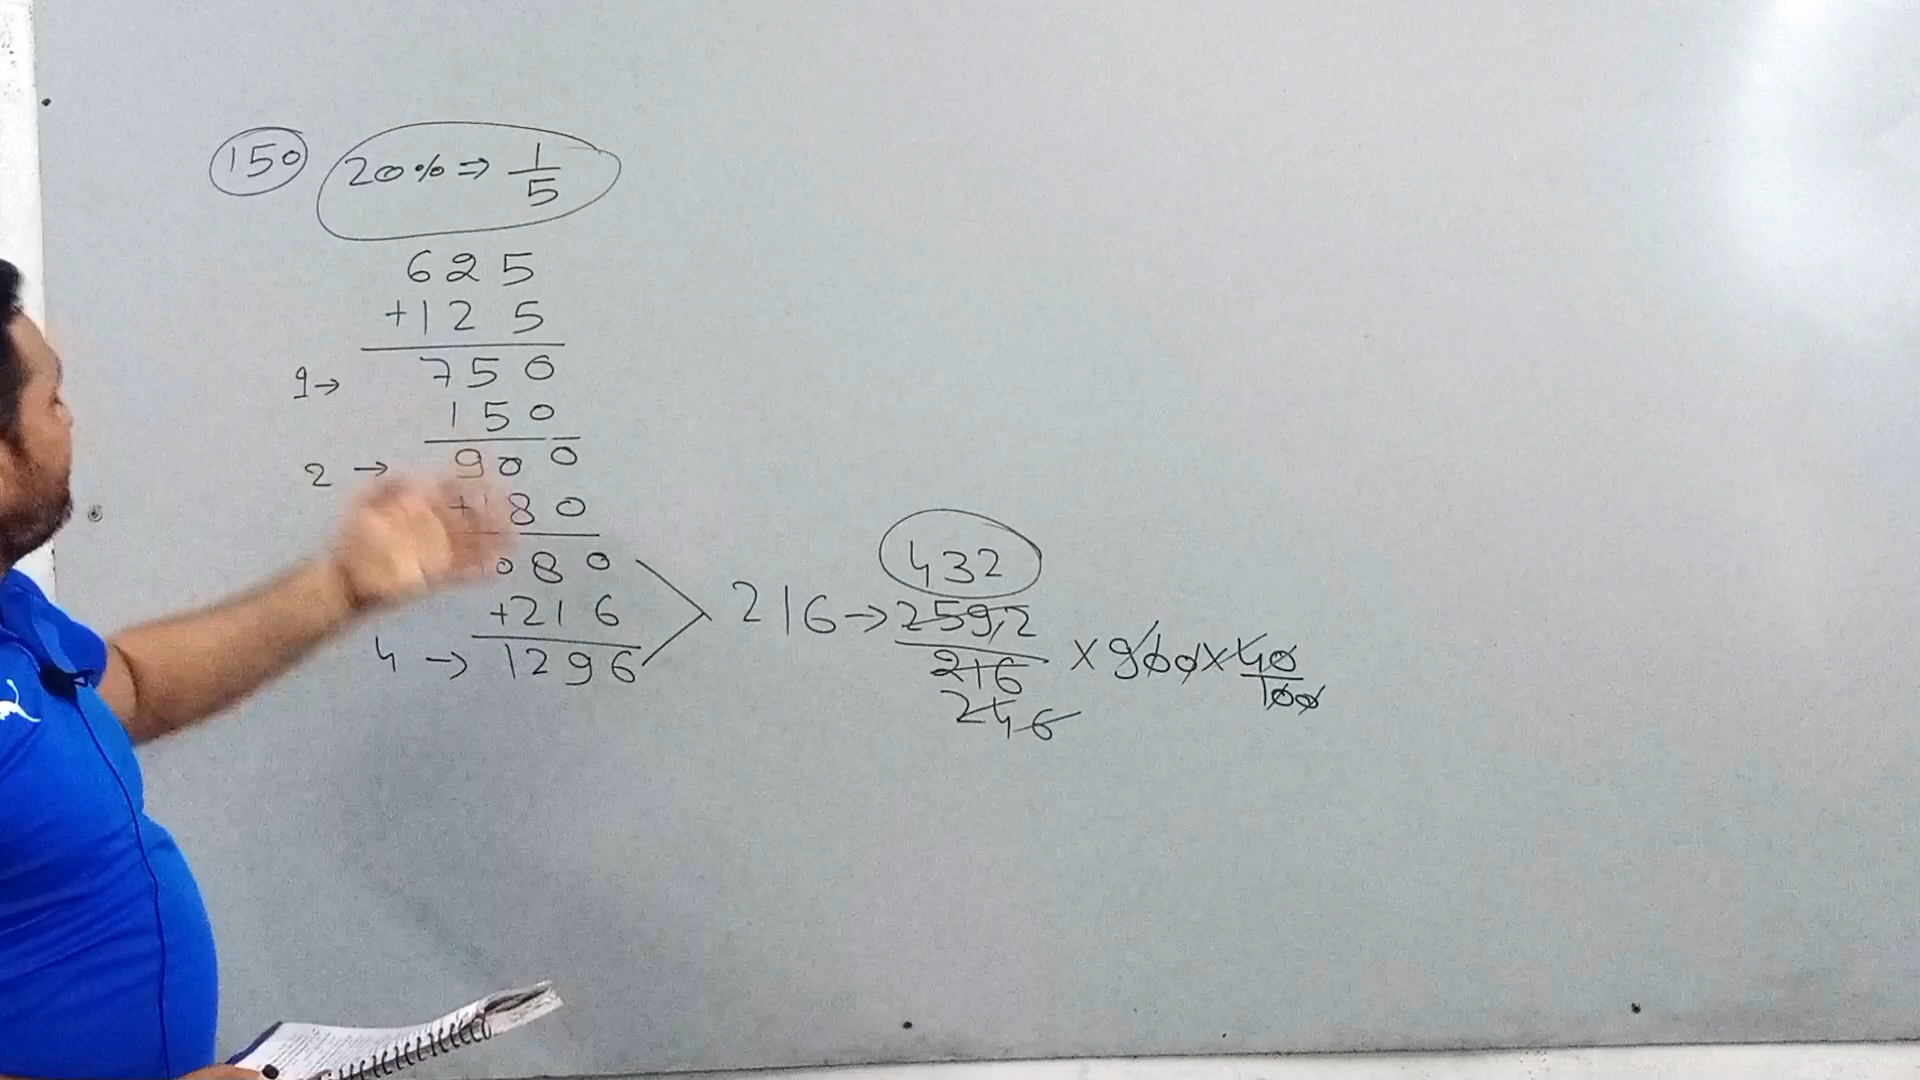 150 20% ⇒ 1/5
625
+125
1→ 750
150
2 → 900
+180
080
+216
4 → 1296
216 → 2592/216 × 900 × 40/100
432
246